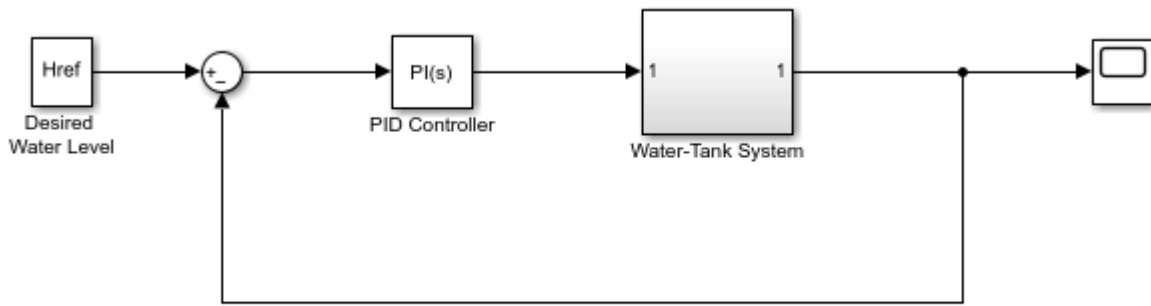 Href
Desired
Water Level
+
−
PI(s)
PID Controller
1
1
Water-Tank System